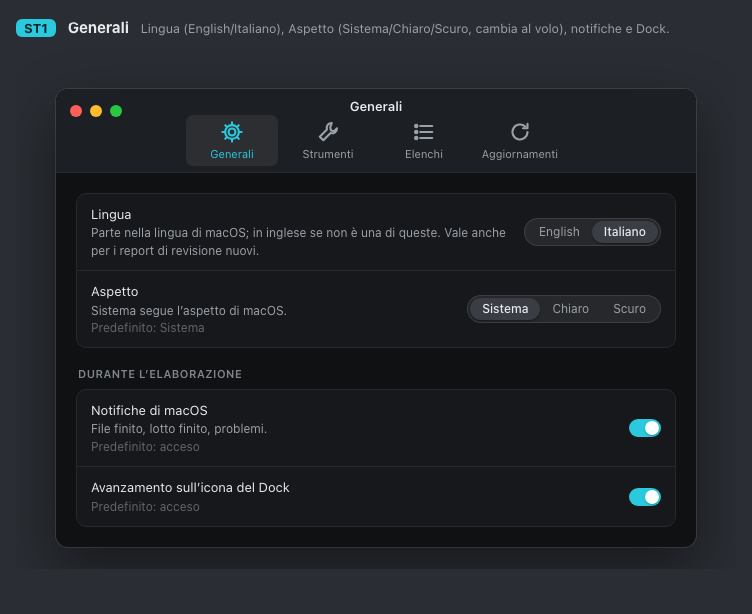 ST1 Generali Lingua (English/Italiano), Aspetto (Sistema/Chiaro/Scuro, cambia al volo), notifiche e Dock.
Generali
Generali Strumenti Elenchi Aggiornamenti
Lingua
Parte nella lingua di macOS; in inglese se non è una di queste. Vale anche
per i report di revisione nuovi.
English Italiano
Aspetto
Sistema segue l’aspetto di macOS.
Predefinito: Sistema
Sistema Chiaro Scuro
DURANTE L’ELABORAZIONE
Notifiche di macOS
File finito, lotto finito, problemi.
Predefinito: acceso
Avanzamento sull’icona del Dock
Predefinito: acceso